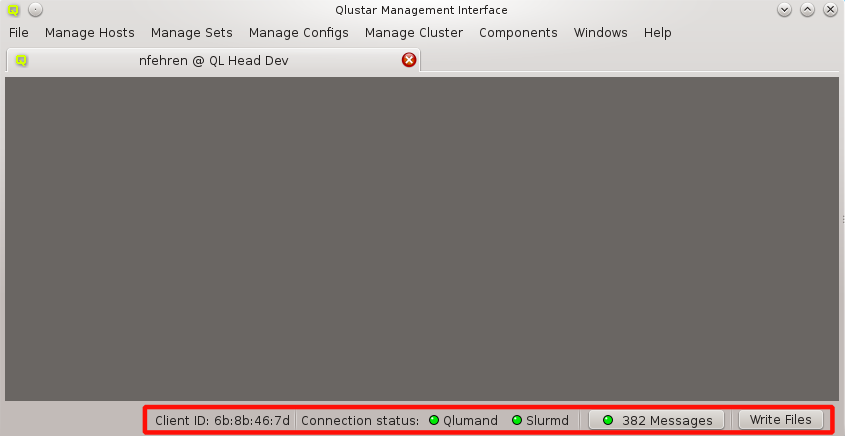 Qlustar Management Interface
File Manage Hosts Manage Sets Manage Configs Manage Cluster Components Windows Help
nfehren @ QL Head Dev
Client ID: 6b:8b:46:7d Connection status: Qlumand Slurmd 382 Messages Write Files